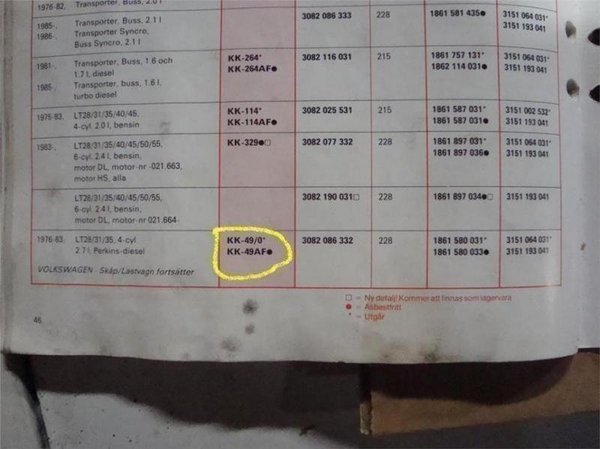 1976-82, Transporter, Buss, 2.0 l
1985-, Transporter, Buss, 2.1 l 3082 086 333 228 1861 581 435● 3151 064 031*
1986-. Transporter Syncro, 3151 193 041
Buss Syncro, 2.1 l
1981- Transporter, Buss, 1.6 och KK-264* 3082 116 031 215 1861 757 131* 3151 064 031*
1.7 l, diesel KK-264AF● 1862 114 031● 3151 193 041
1985- Transporter, buss, 1.6 l,
turbo diesel
1975-83 LT28/31/35/40/45, KK-114* 3082 025 531 215 1861 587 031* 3151 002 532*
4-cyl. 2.0 l, bensin KK-114AF● 1861 587 031● 3151 193 041
1983-, LT28/31/35/40/45/50/55, KK-329●□ 3082 077 332 228 1861 897 031* 3151 064 031*
6-cyl. 2.4 l, bensin, 1861 897 036● 3151 193 041
motor DL, motor-nr -021.663,
motor HS, alla
LT28/31/35/40/45/50/55, 3082 190 031□ 228 1861 897 034●□ 3151 193 041
6-cyl. 2.4 l, bensin,
motor DL, motor-nr 021.664-
1976-83 LT28/31/35, 4-cyl KK-49/0* 3082 086 332 228 1861 580 031* 3151 064 031*
2.7 l, Perkins-diesel KK-49AF● 1861 580 033● 3151 193 041
VOLKSWAGEN Skåp/Lastvagn fortsätter
□ = Ny detalj! Kommer att finnas som lagervara
● = Asbestfritt
* = Utgår
46